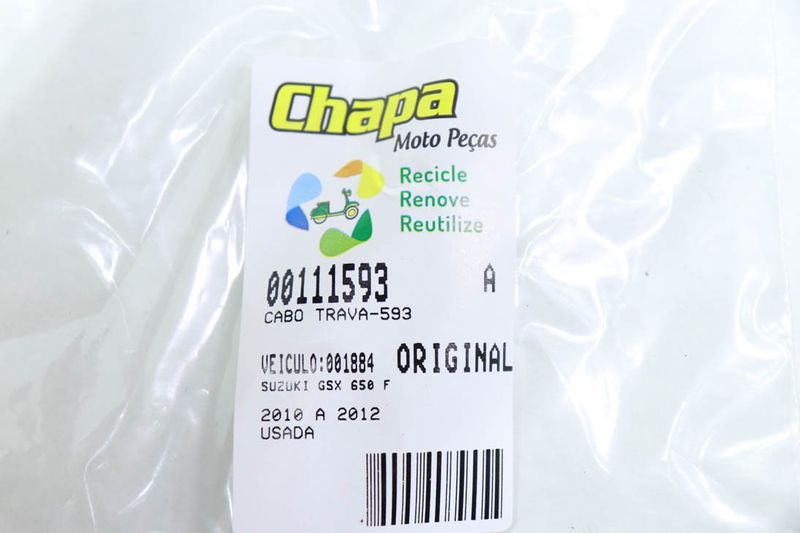 Chapa
Moto Peças
Recicle
Renove
Reutilize
00111593 A
CABO TRAVA-593
VEICULO:001884 ORIGINAL
SUZUKI GSX 650 F
2010 A 2012
USADA